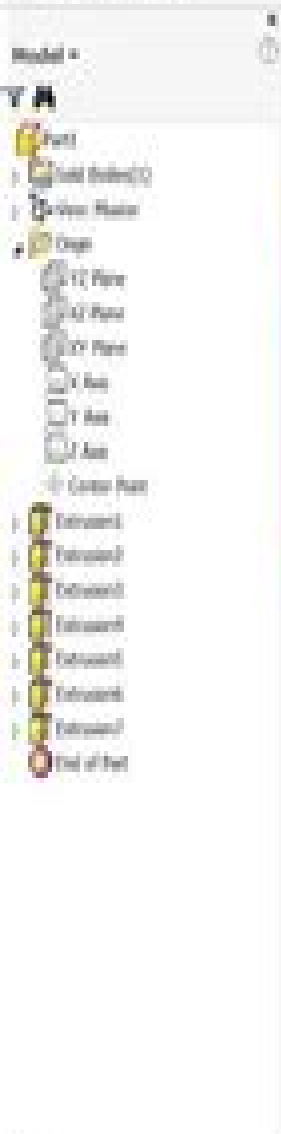 Model
Part1
Solid Bodies(1)
View: Master
Origin
YZ Plane
XZ Plane
XY Plane
X Axis
Y Axis
Z Axis
Center Point
Extrusion1
Extrusion2
Extrusion3
Extrusion4
Extrusion5
Extrusion6
Extrusion7
End of Part